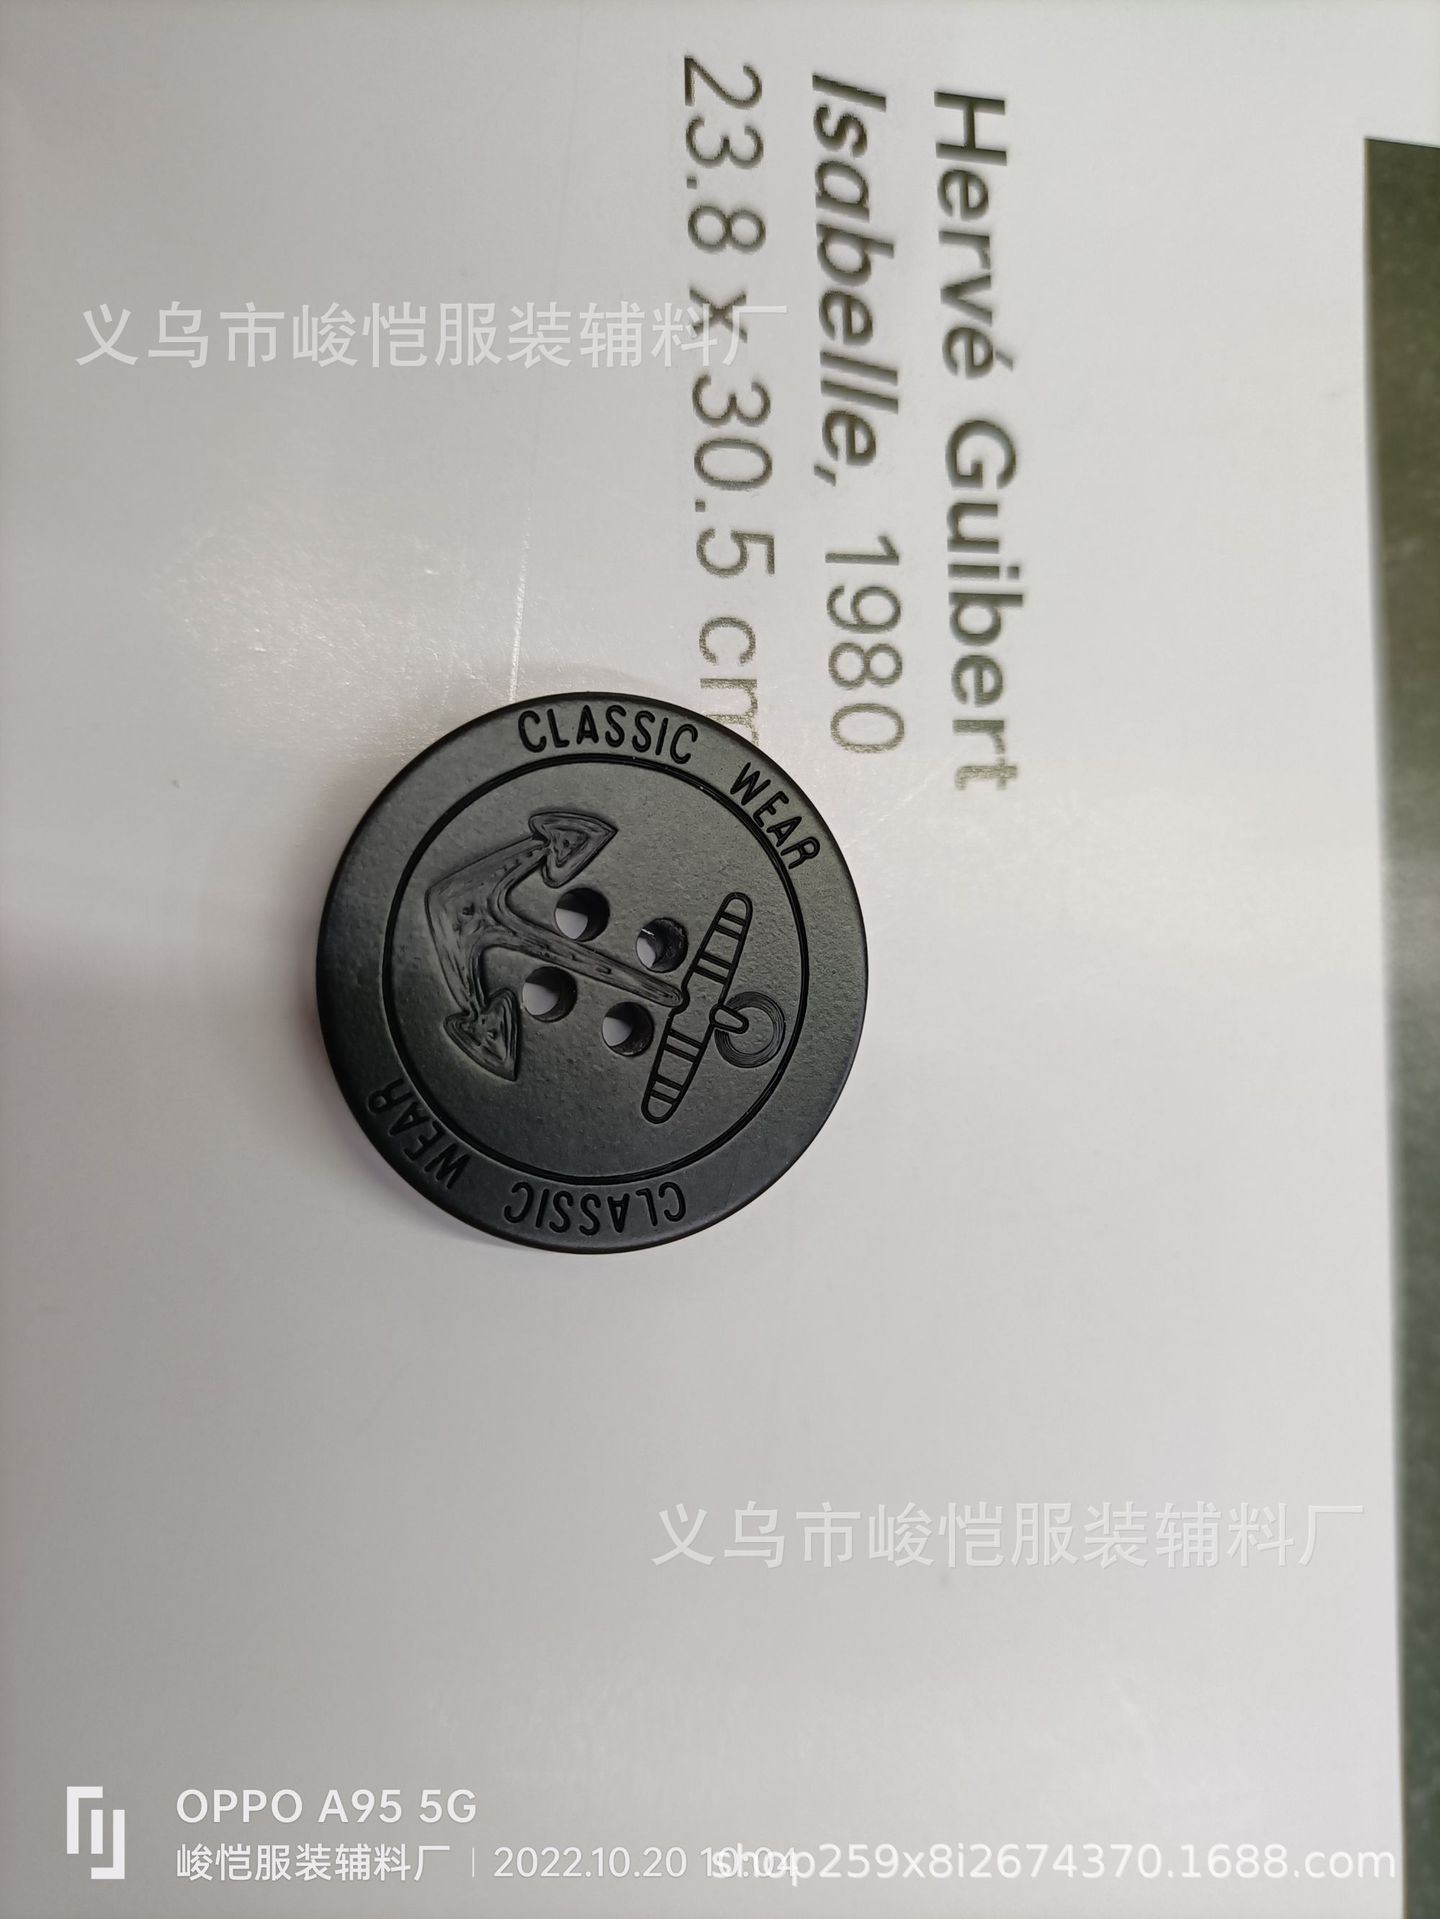 Hervé Guibert
Isabelle, 1980
23.8 x 30.5 cm
义乌市峻恺服装辅料厂
CLASSIC WEAR
CLASSIC WEAR
义乌市峻恺服装辅料厂
OPPO A95 5G
峻恺服装辅料厂 | 2022.10.20 10:04
shop259x8i2674370.1688.com